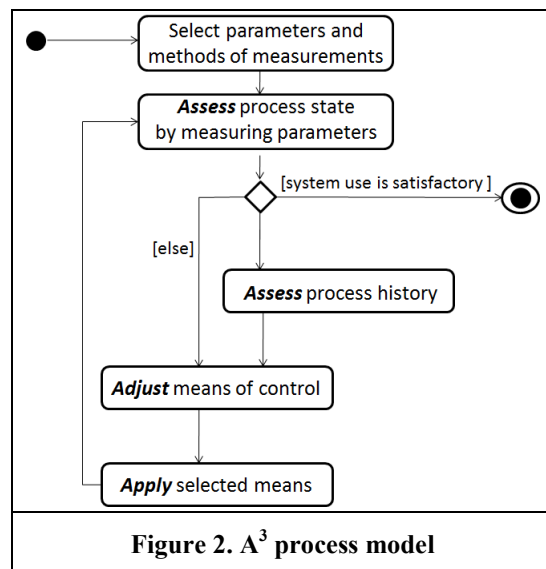 Select parameters and
methods of measurements
Assess process state
by measuring parameters
[system use is satisfactory ]
[else]
Assess process history
Adjust means of control
Apply selected means
Figure 2. A³ process model